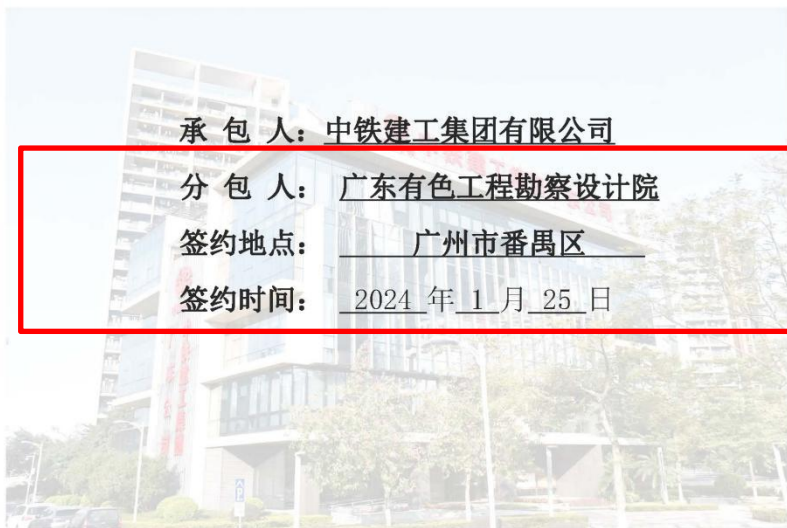 承 包 人：中铁建工集团有限公司
分 包 人： 广东有色工程勘察设计院
签约地点： 广州市番禺区
签约时间： 2024 年 1 月 25 日